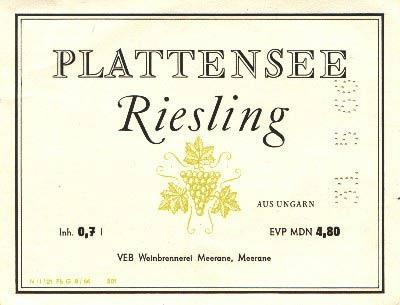 PLATTENSEE
Riesling
AUS UNGARN
Inh. 0,7 l
EVP MDN 4,80
VEB Weinbrennerei Meerane, Meerane